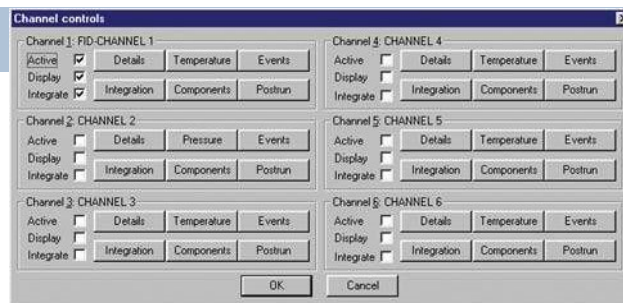 Channel controls
Channel 1: FID-CHANNEL 1
Active Details Temperature Events
Display
Integrate Integration Components Postrun
Channel 2: CHANNEL 2
Active Details Pressure Events
Display
Integrate Integration Components Postrun
Channel 3: CHANNEL 3
Active Details Temperature Events
Display
Integrate Integration Components Postrun
Channel 4: CHANNEL 4
Active Details Temperature Events
Display
Integrate Integration Components Postrun
Channel 5: CHANNEL 5
Active Details Temperature Events
Display
Integrate Integration Components Postrun
Channel 6: CHANNEL 6
Active Details Temperature Events
Display
Integrate Integration Components Postrun
OK Cancel